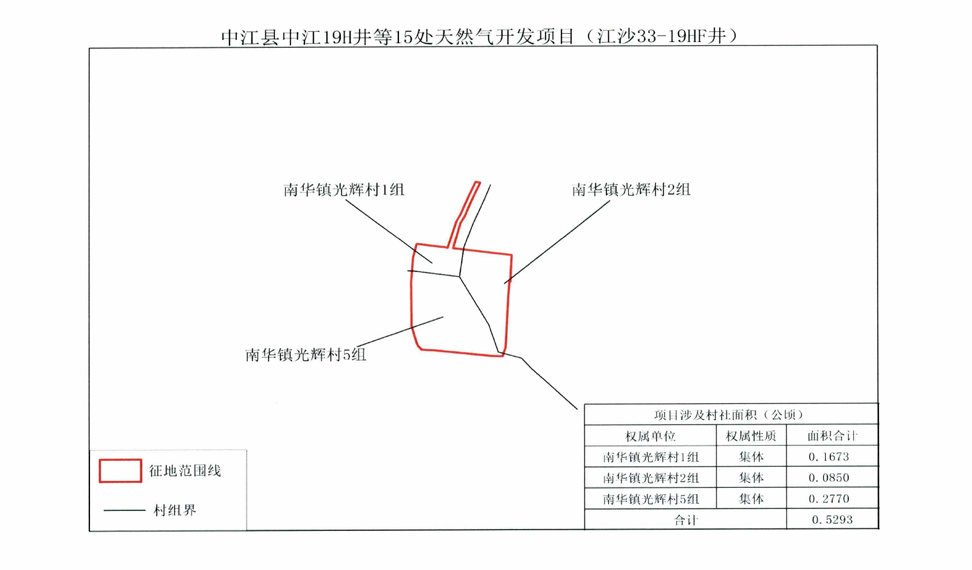 中江县中江19H井等15处天然气开发项目（江沙33-19HF井）
南华镇光辉村1组
南华镇光辉村2组
南华镇光辉村5组
征地范围线
村组界
项目涉及村社面积（公顷）
权属单位 权属性质 面积合计
南华镇光辉村1组 集体 0.1673
南华镇光辉村2组 集体 0.0850
南华镇光辉村5组 集体 0.2770
合计 0.5293